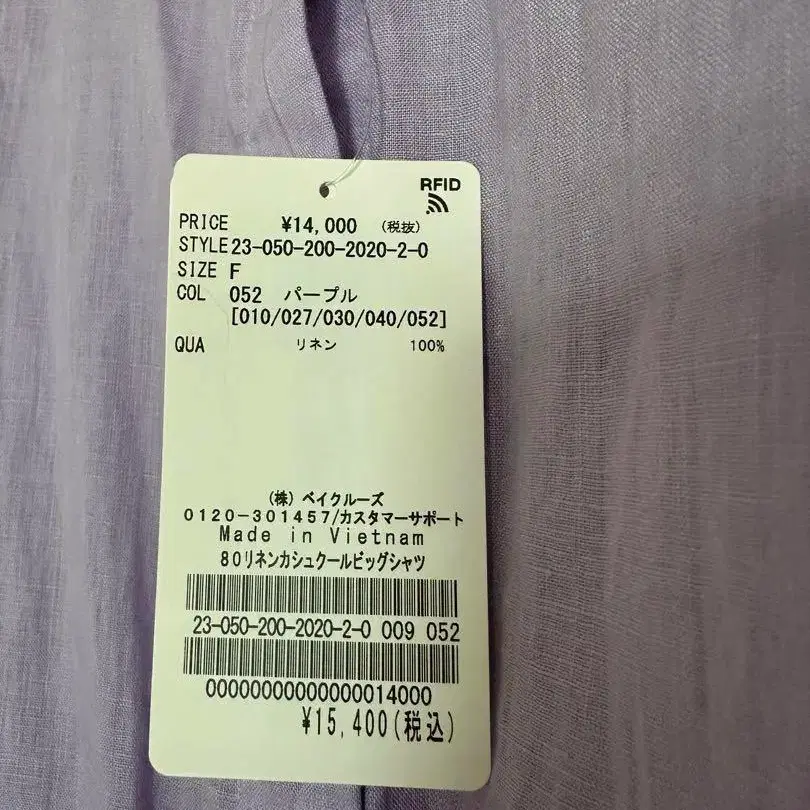 RFID
PRICE ¥14,000 (税抜)
STYLE 23-050-200-2020-2-0
SIZE F
COL 052 パープル
[010/027/030/040/052]
QUA リネン 100%
(株) ベイクルーズ
0120-301457/カスタマーサポート
Made in Vietnam
80リネンカシュクールビッグシャツ
23-050-200-2020-2-0 009 052
00000000000000014000
¥15,400(税込)